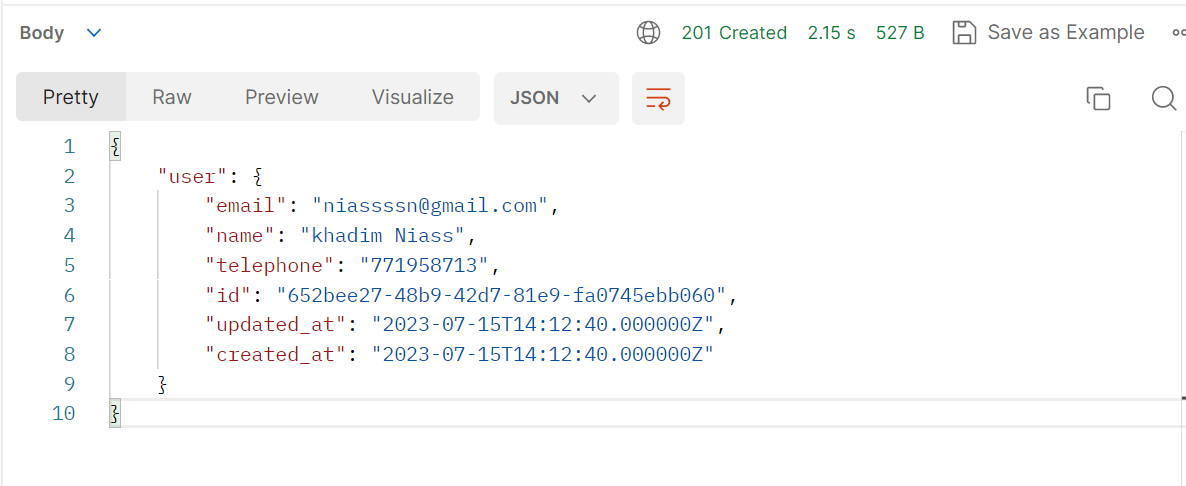 Body 201 Created 2.15 s 527 B Save as Example
Pretty Raw Preview Visualize JSON
1 {
2 "user": {
3 "email": "niassssn@gmail.com",
4 "name": "khadim Niass",
5 "telephone": "771958713",
6 "id": "652bee27-48b9-42d7-81e9-fa0745ebb060",
7 "updated_at": "2023-07-15T14:12:40.000000Z",
8 "created_at": "2023-07-15T14:12:40.000000Z"
9 }
10 }